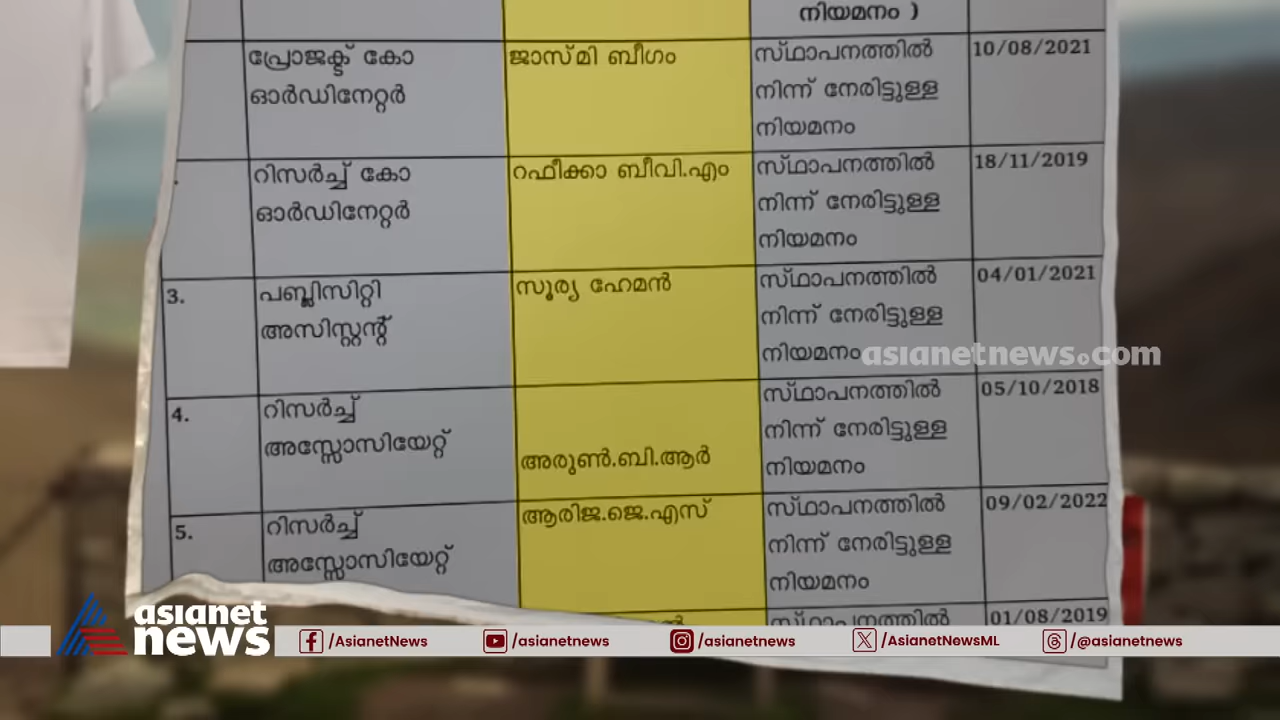 നിയമനം )
പ്രോജക്ട് കോ
ഓർഡിനേറ്റർ
ജാസ്മി ബീഗം
സ്ഥാപനത്തിൽ
നിന്ന് നേരിട്ടുള്ള
നിയമനം
10/08/2021
റിസർച്ച് കോ
ഓർഡിനേറ്റർ
റഫീക്കാ ബീവി.എം
സ്ഥാപനത്തിൽ
നിന്ന് നേരിട്ടുള്ള
നിയമനം
18/11/2019
3.
പബ്ലിസിറ്റി
അസിസ്റ്റന്റ്
സൂര്യ ഹേമൻ
സ്ഥാപനത്തിൽ
നിന്ന് നേരിട്ടുള്ള
നിയമനം
04/01/2021
asianetnews.com
4.
റിസർച്ച്
അസ്സോസിയേറ്റ്
അരുൺ.ബി.ആർ
സ്ഥാപനത്തിൽ
നിന്ന് നേരിട്ടുള്ള
നിയമനം
05/10/2018
5.
റിസർച്ച്
അസ്സോസിയേറ്റ്
ആരിജ.ജെ.എസ്
സ്ഥാപനത്തിൽ
നിന്ന് നേരിട്ടുള്ള
നിയമനം
09/02/2022
സ്ഥാപനത്തിൽ
01/08/2019
asianet
news
/AsianetNews
/asianetnews
/asianetnews
/AsianetNewsML
/@asianetnews